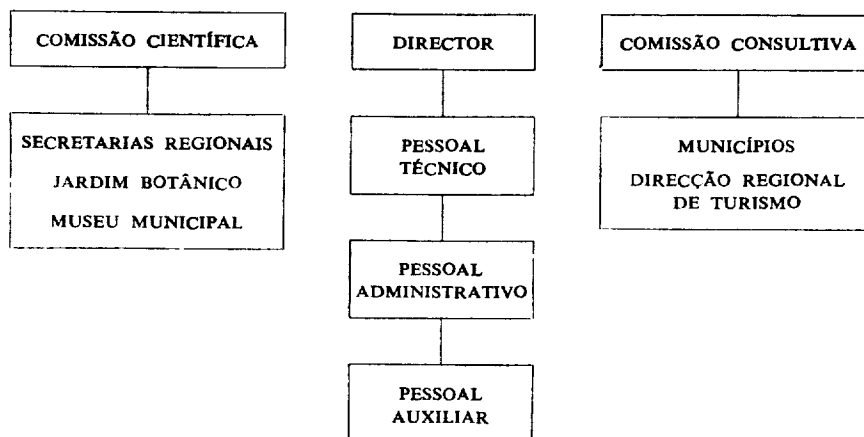 COMISSÃO CIENTÍFICA
SECRETARIAS REGIONAIS
JARDIM BOTÂNICO
MUSEU MUNICIPAL
DIRECTOR
PESSOAL
TÉCNICO
PESSOAL
ADMINISTRATIVO
PESSOAL
AUXILIAR
COMISSÃO CONSULTIVA
MUNICÍPIOS
DIRECÇÃO REGIONAL
DE TURISMO